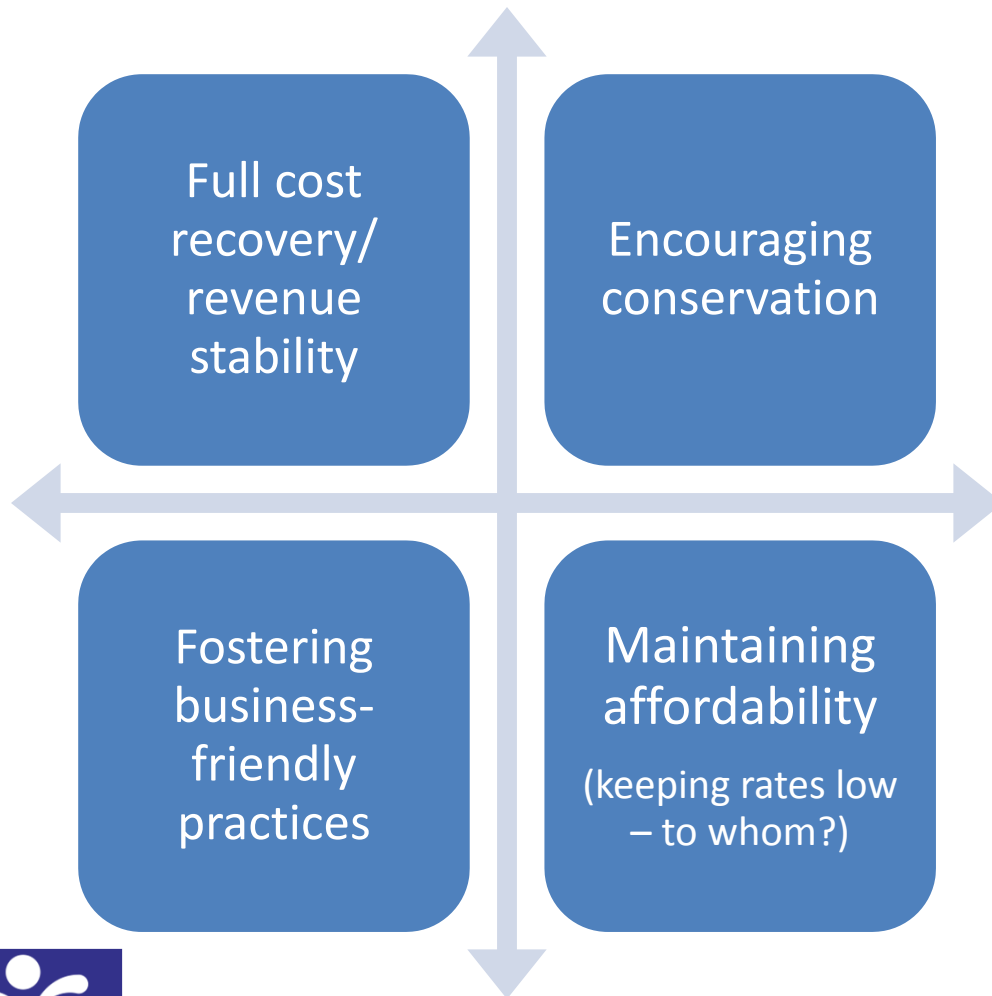 Full cost
recovery/
revenue
stability
Encouraging
conservation
Fostering
business-
friendly
practices
Maintaining
affordability
(keeping rates low
– to whom?)